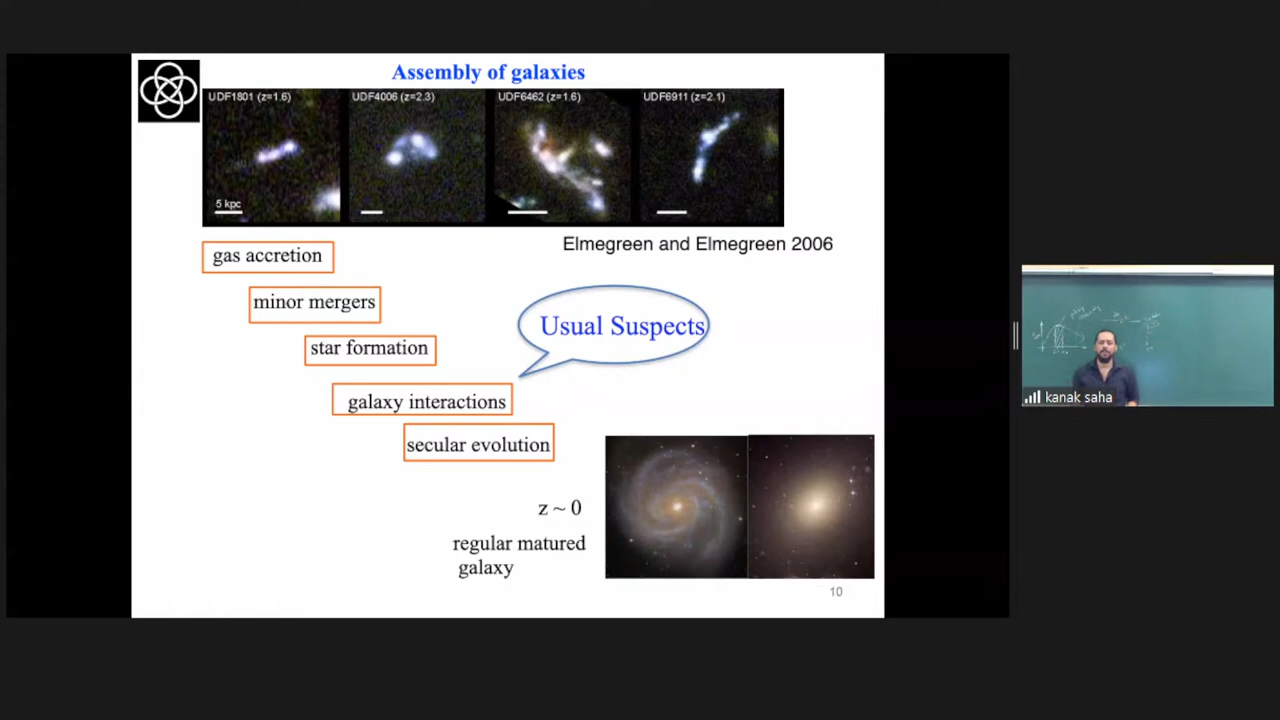 Assembly of galaxies
UDF1801 (z=1.6)
UDF4006 (z=2.3)
UDF6462 (z=1.6)
UDF6911 (z=2.1)
5 kpc
Elmegreen and Elmegreen 2006
gas accretion
minor mergers
star formation
galaxy interactions
secular evolution
Usual Suspects
z ~ 0
regular matured
galaxy
10
kanak saha